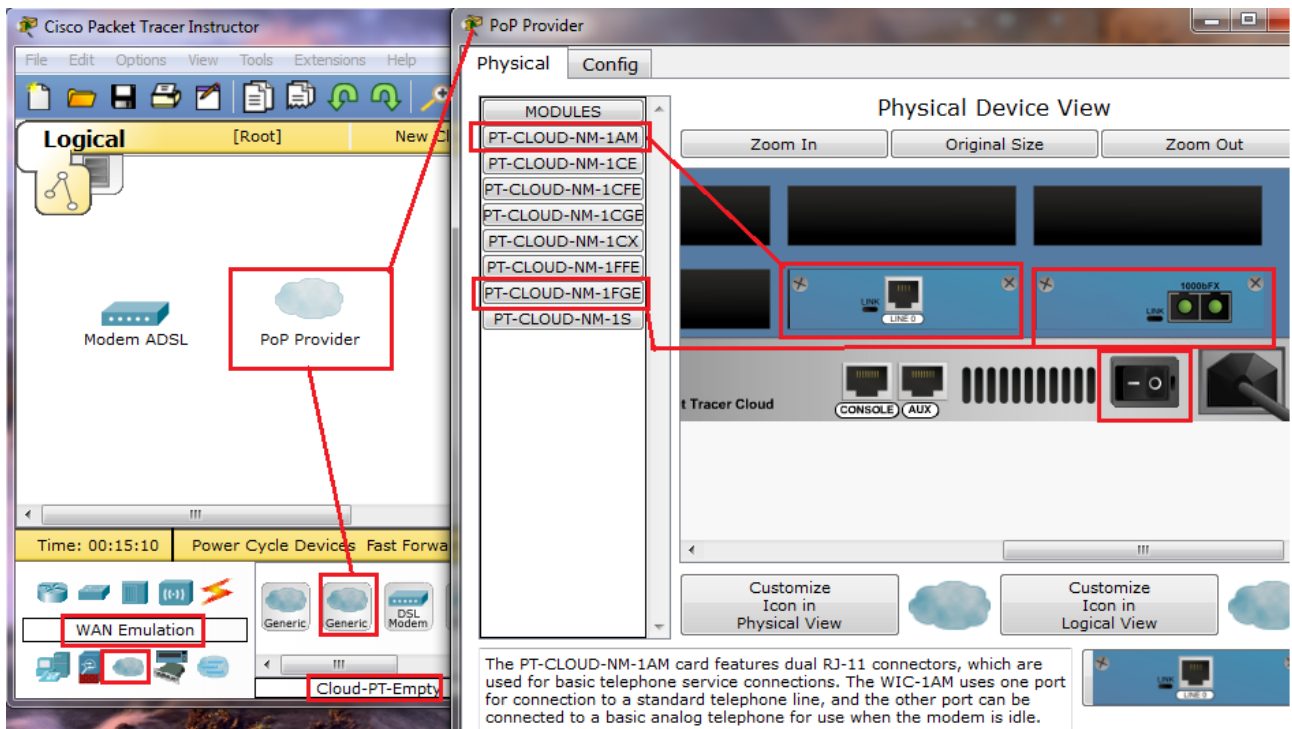 Cisco Packet Tracer Instructor
File Edit Options View Tools Extensions Help
Logical
[Root]
New Cl
Modem ADSL
PoP Provider
Time: 00:15:10
Power Cycle Devices Fast Forwa
WAN Emulation
Generic
Generic
DSL
Modem
Cloud-PT-Empty
PoP Provider
Physical
Config
MODULES
PT-CLOUD-NM-1AM
PT-CLOUD-NM-1CE
PT-CLOUD-NM-1CFE
PT-CLOUD-NM-1CGE
PT-CLOUD-NM-1CX
PT-CLOUD-NM-1FFE
PT-CLOUD-NM-1FGE
PT-CLOUD-NM-1S
Physical Device View
Zoom In
Original Size
Zoom Out
LINK
LINE 0
1000bFX
LINK
t Tracer Cloud
CONSOLE
AUX
Customize
Icon in
Physical View
Customize
Icon in
Logical View
The PT-CLOUD-NM-1AM card features dual RJ-11 connectors, which are
used for basic telephone service connections. The WIC-1AM uses one port
for connection to a standard telephone line, and the other port can be
connected to a basic analog telephone for use when the modem is idle.
LINK
LINE 0